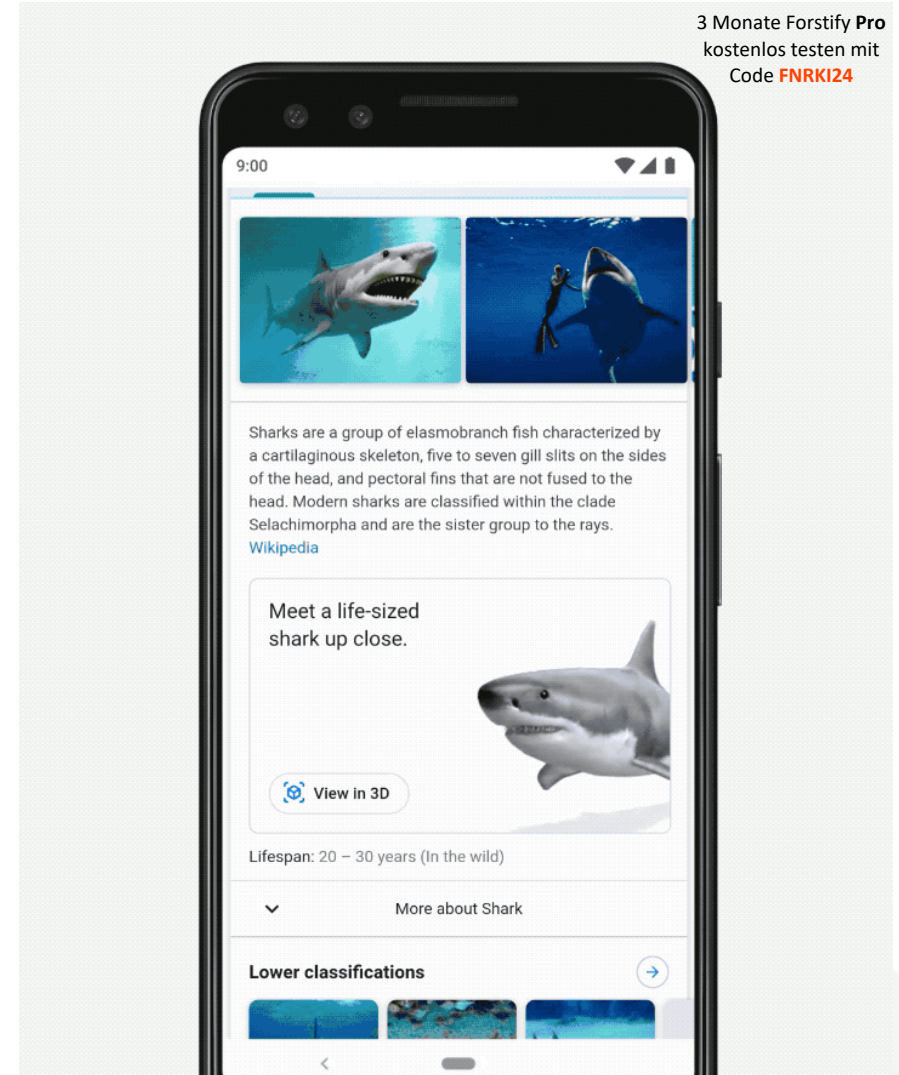 3 Monate Forstify Pro
kostenlos testen mit
Code FNRKI24
9:00
Sharks are a group of elasmobranch fish characterized by
a cartilaginous skeleton, five to seven gill slits on the sides
of the head, and pectoral fins that are not fused to the
head. Modern sharks are classified within the clade
Selachimorpha and are the sister group to the rays.
Wikipedia
Meet a life-sized
shark up close.
View in 3D
Lifespan: 20 – 30 years (In the wild)
More about Shark
Lower classifications